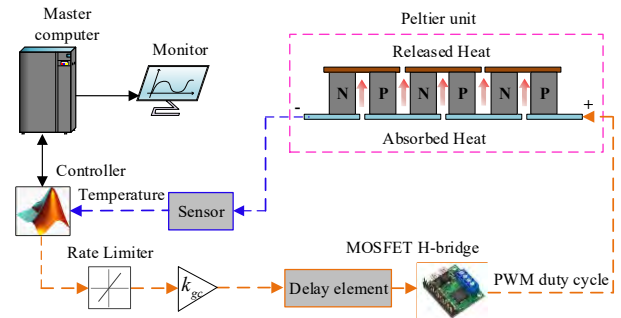 Master
computer
Monitor
Peltier unit
Released Heat
N P N P N P
- +
Absorbed Heat
Controller
Temperature
Sensor
Rate Limiter
k_gc
Delay element
MOSFET H-bridge
PWM duty cycle